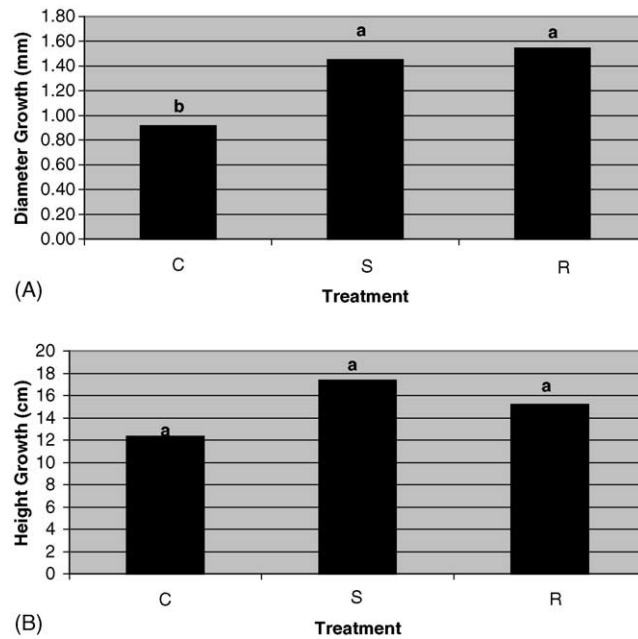 1.80
1.60
1.40
1.20
1.00
0.80
0.60
0.40
0.20
0.00
Diameter Growth (mm)
b
a
a
C S R
(A)
Treatment
20
18
16
14
12
10
8
6
4
2
0
Height Growth (cm)
a
a
a
C S R
(B)
Treatment